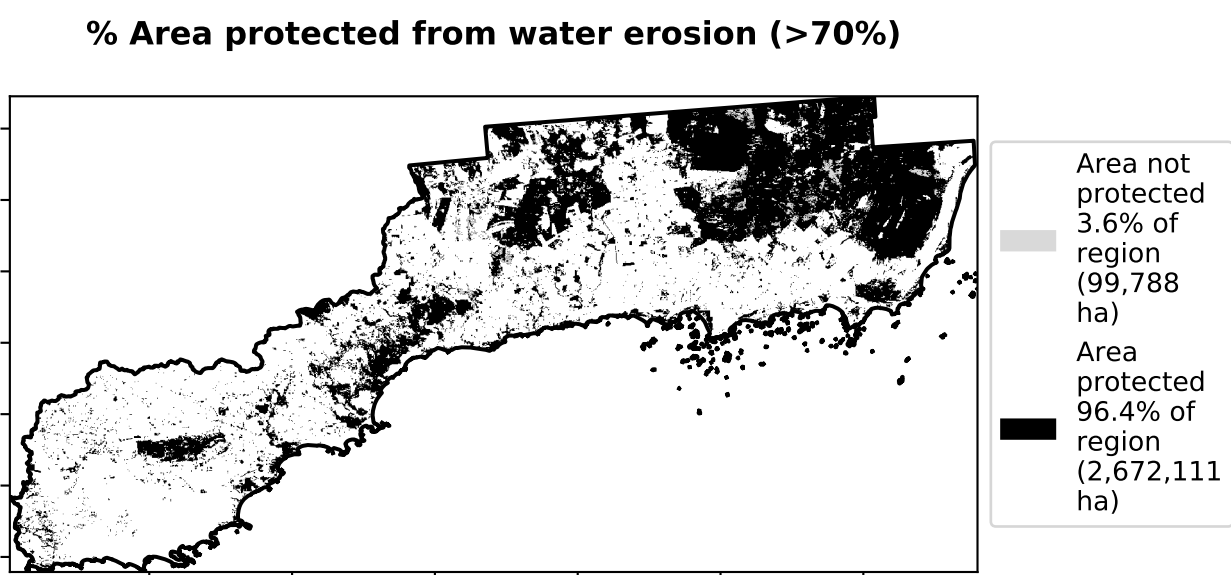 % Area protected from water erosion (>70%)
Area not
protected
3.6% of
region
(99,788
ha)
Area
protected
96.4% of
region
(2,672,111
ha)